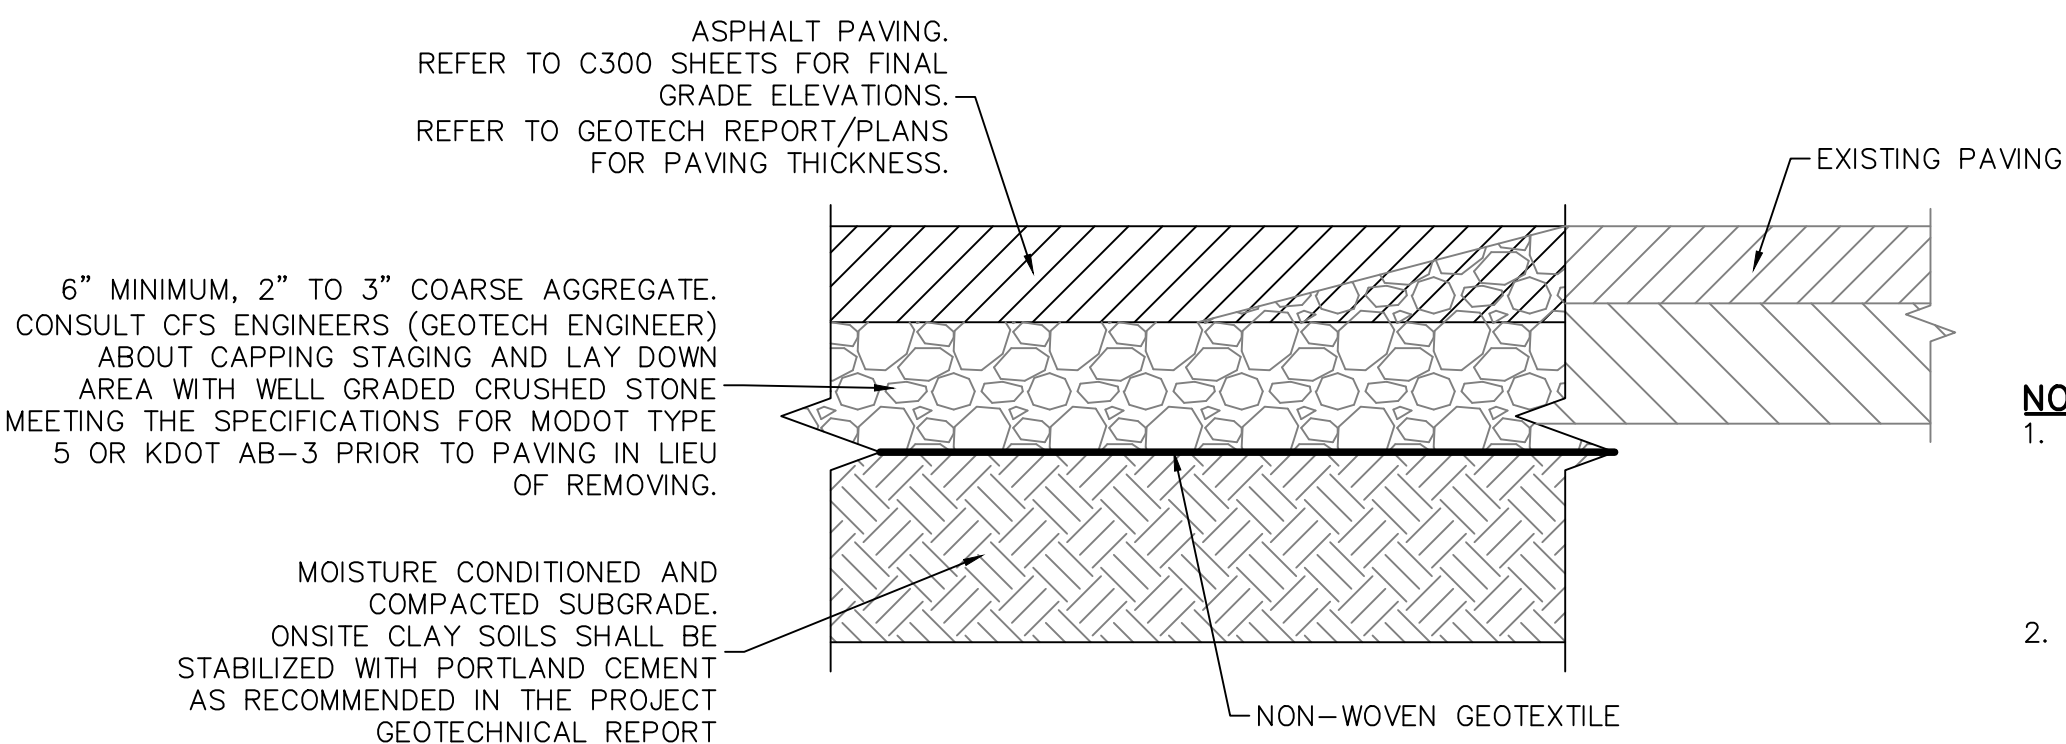 ASPHALT PAVING.
REFER TO C300 SHEETS FOR FINAL
GRADE ELEVATIONS.
REFER TO GEOTECH REPORT/PLANS
FOR PAVING THICKNESS.
EXISTING PAVING
6" MINIMUM, 2" TO 3" COARSE AGGREGATE.
CONSULT CFS ENGINEERS (GEOTECH ENGINEER)
ABOUT CAPPING STAGING AND LAY DOWN
AREA WITH WELL GRADED CRUSHED STONE
MEETING THE SPECIFICATIONS FOR MODOT TYPE
5 OR KDOT AB-3 PRIOR TO PAVING IN LIEU
OF REMOVING.
MOISTURE CONDITIONED AND
COMPACTED SUBGRADE.
ONSITE CLAY SOILS SHALL BE
STABILIZED WITH PORTLAND CEMENT
AS RECOMMENDED IN THE PROJECT
GEOTECHNICAL REPORT
NON-WOVEN GEOTEXTILE
1.
2.